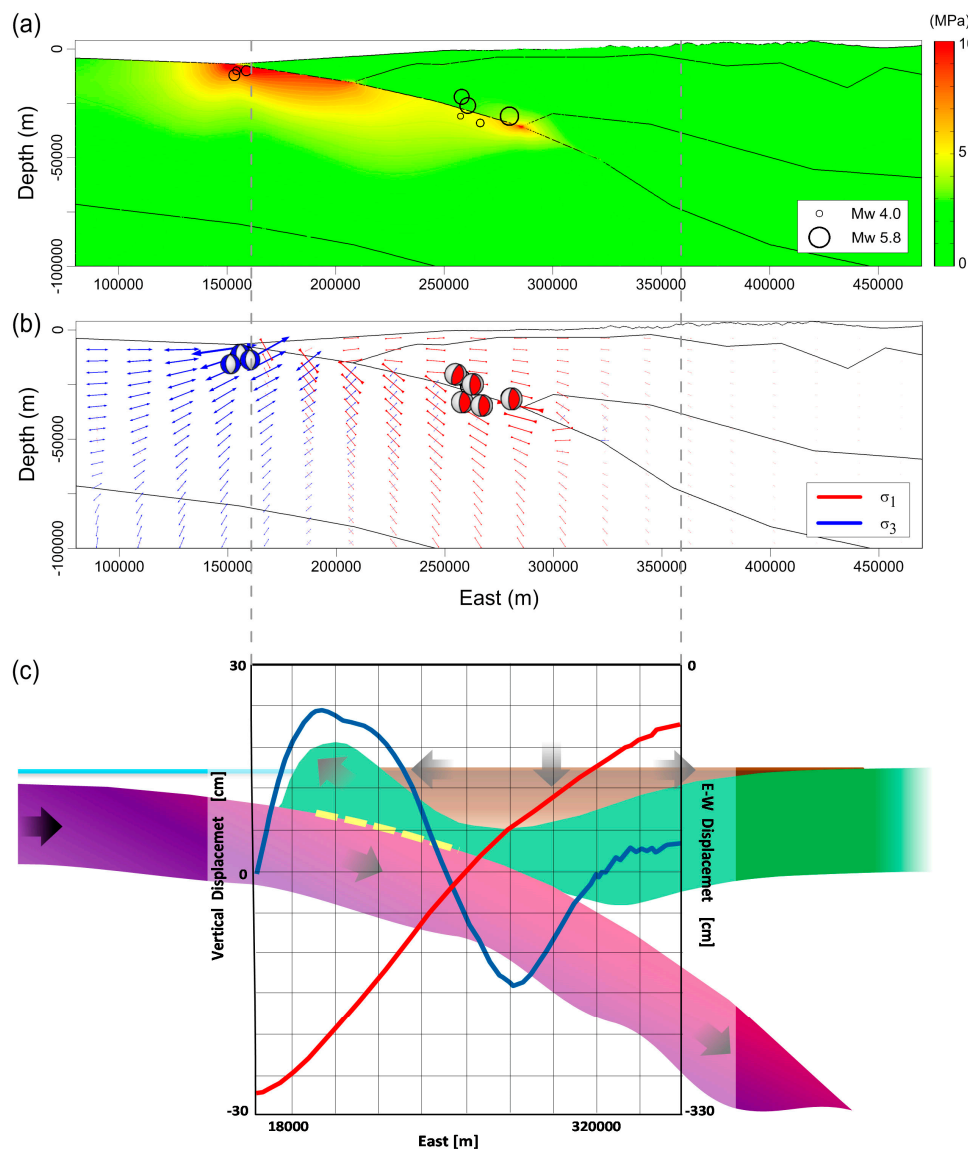 (a)
(MPa)
0
-50000
-100000
Depth (m)
10
5
0
Mw 4.0
Mw 5.8
100000 150000 200000 250000 300000 350000 400000 450000
(b)
0
-50000
-100000
Depth (m)
σ1
σ3
100000 150000 200000 250000 300000 350000 400000 450000
East (m)
(c)
30
0
0
-30
-330
Vertical Displacemet [cm]
E-W Displacemet [cm]
18000 320000
East [m]